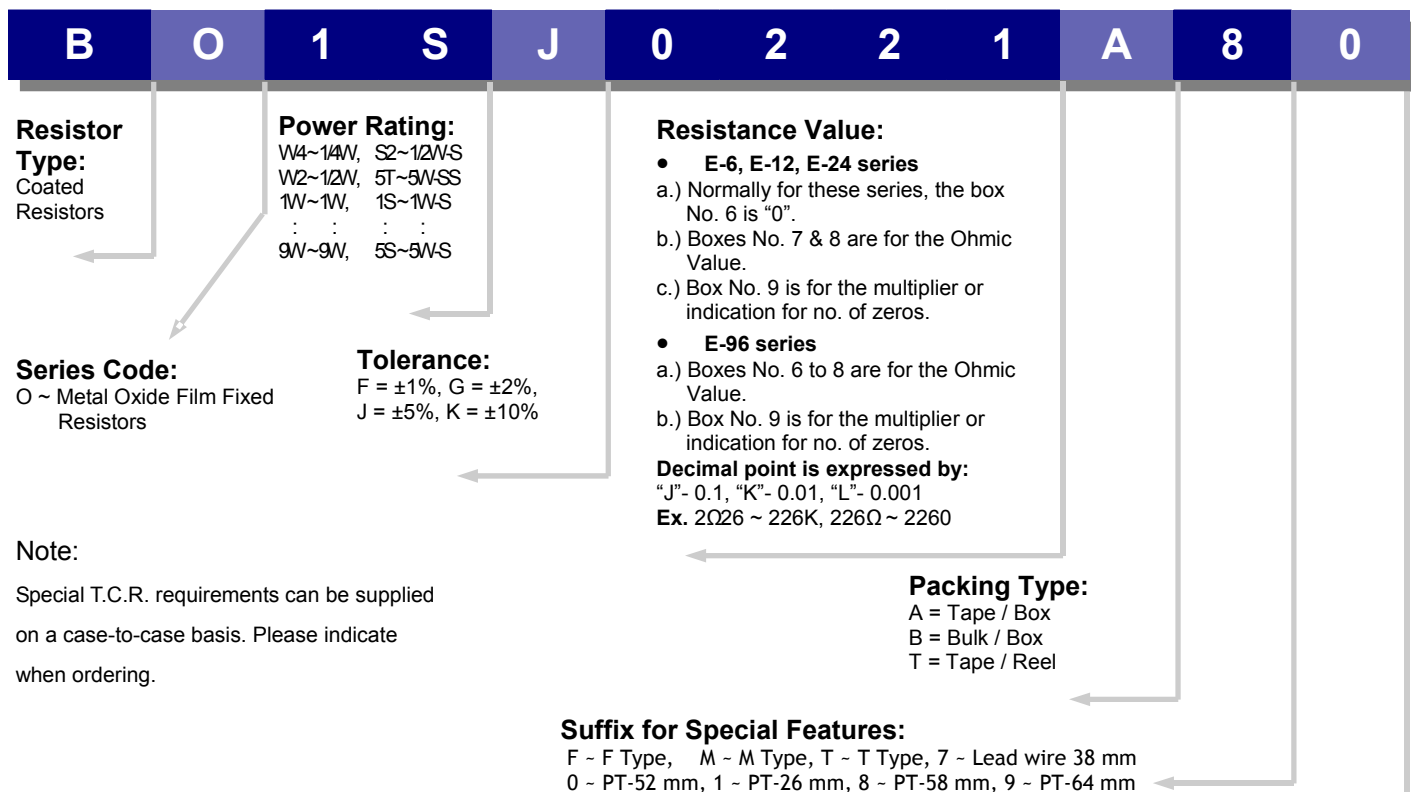 B O 1 S J 0 2 2 1 A 8 0
Resistor
Type:
Coated
Resistors
Power Rating:
W4~1/4W, S2~1/2W-S
W2~1/2W, 5T~5W-SS
1W~1W, 1S~1W-S
: : : :
9W~9W, 5S~5W-S
Series Code:
O ~ Metal Oxide Film Fixed
Resistors
Tolerance:
F = ±1%, G = ±2%,
J = ±5%, K = ±10%
Resistance Value:
• E-6, E-12, E-24 series
a.) Normally for these series, the box
No. 6 is “0”.
b.) Boxes No. 7 & 8 are for the Ohmic
Value.
c.) Box No. 9 is for the multiplier or
indication for no. of zeros.
• E-96 series
a.) Boxes No. 6 to 8 are for the Ohmic
Value.
b.) Box No. 9 is for the multiplier or
indication for no. of zeros.
Decimal point is expressed by:
“J”- 0.1, “K”- 0.01, “L”- 0.001
Ex. 2Ω26 ~ 226K, 226Ω ~ 2260
Note:
Special T.C.R. requirements can be supplied
on a case-to-case basis. Please indicate
when ordering.
Packing Type:
A = Tape / Box
B = Bulk / Box
T = Tape / Reel
Suffix for Special Features:
F ~ F Type, M ~ M Type, T ~ T Type, 7 ~ Lead wire 38 mm
0 ~ PT-52 mm, 1 ~ PT-26 mm, 8 ~ PT-58 mm, 9 ~ PT-64 mm